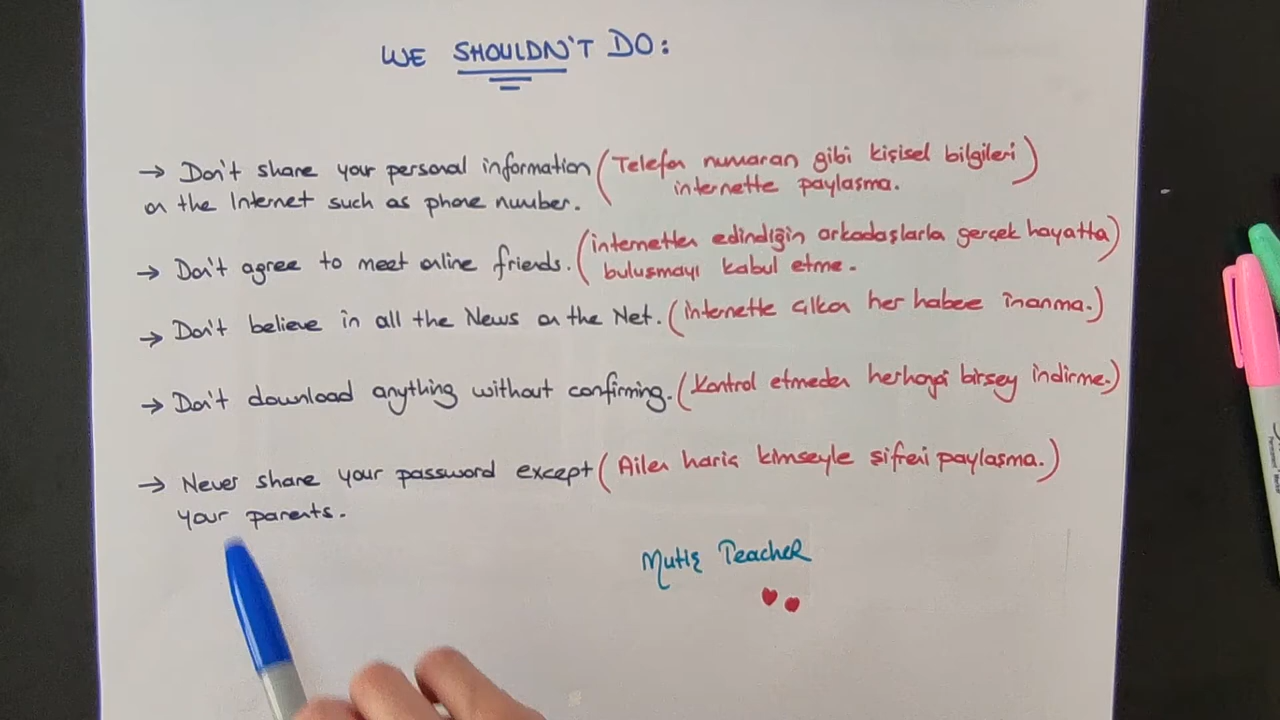 WE SHOULDN'T DO:
→ Don't share your personal information (Telefon numaran gibi kişisel bilgileri
on the Internet such as phone number. internette paylaşma.)
→ Don't agree to meet online friends. (internetten edindiğin arkadaşlarla gerçek hayatta
buluşmayı kabul etme.)
→ Don't believe in all the News on the Net. (internette çıkan her habere inanma.)
→ Don't download anything without confirming. (Kontrol etmeden herhangi birşey indirme.)
→ Never share your password except (Ailen hariç kimseyle şifreni paylaşma.)
your parents.
Mutlş Teacher